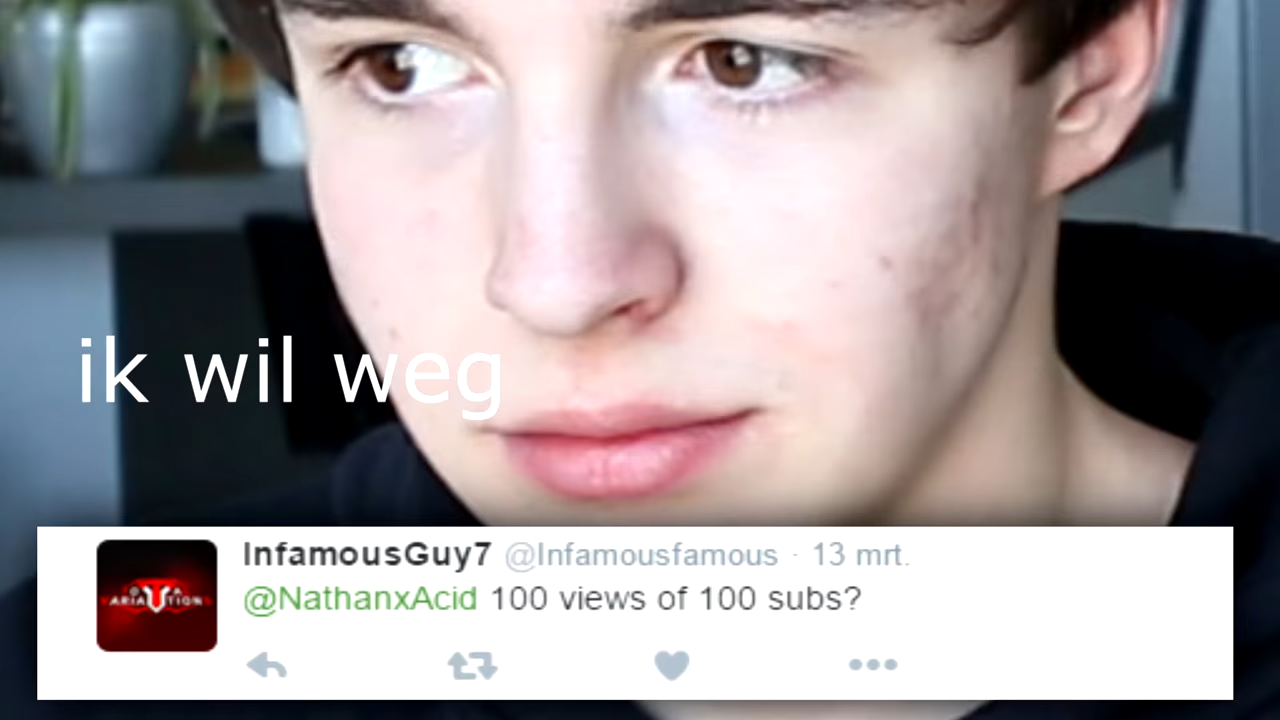 ik wil weg
InfamousGuy7 @Infamousfamous · 13 mrt.
@NathanxAcid 100 views of 100 subs?